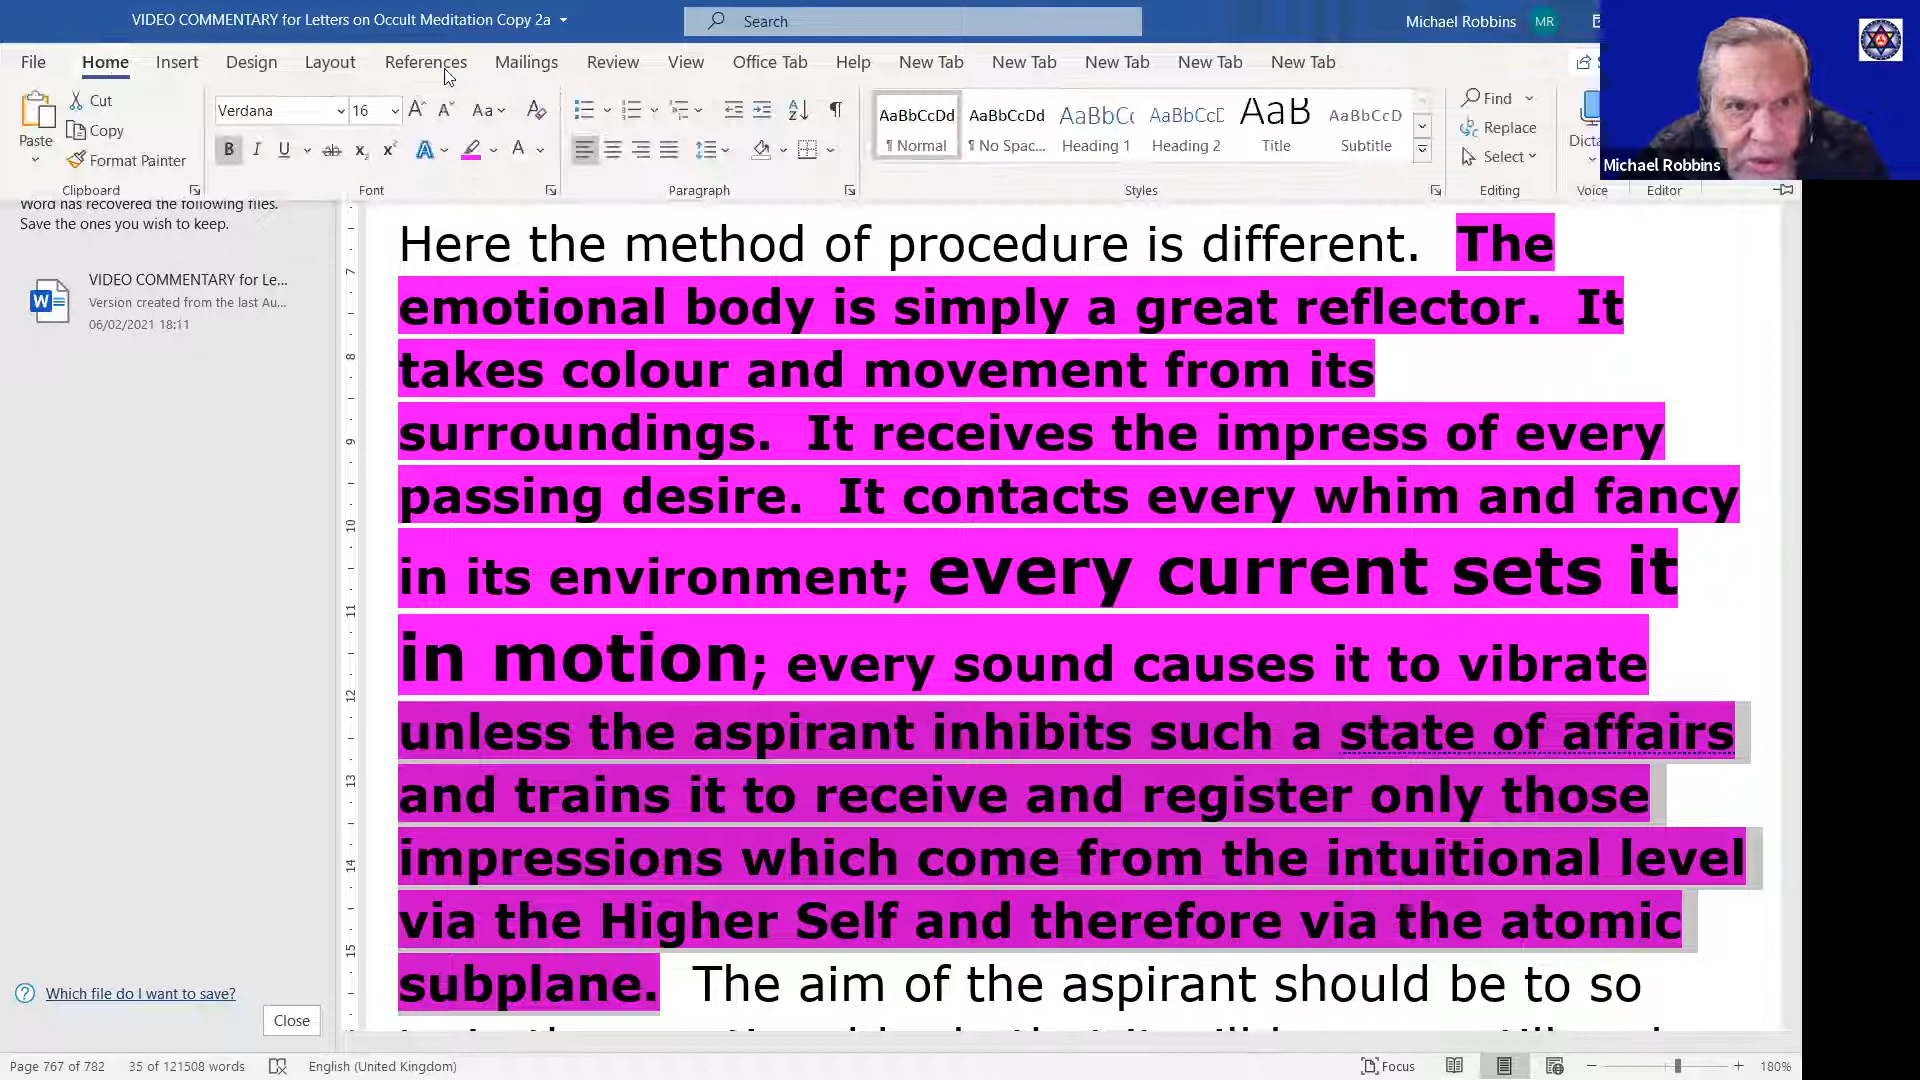 VIDEO COMMENTARY for Letters on Occult Meditation Copy 2a
Search
Michael Robbins
MR
File Home Insert Design Layout References Mailings Review View Office Tab Help New Tab New Tab New Tab New Tab New Tab
Paste
Cut
Copy
Format Painter
Clipboard
Verdana 16
Font
Paragraph
AaBbCcDd
¶ Normal
AaBbCcDd
¶ No Spac...
AaBbCc
Heading 1
AaBbCcD
Heading 2
AaB
Title
AaBbCcD
Subtitle
Styles
Find
Replace
Select
Editing
Dicta
Voice
Editor
Michael Robbins
Word has recovered the following files.
Save the ones you wish to keep.
VIDEO COMMENTARY for Le...
Version created from the last Au...
06/02/2021 18:11
Which file do I want to save?
Close
Here the method of procedure is different. The
emotional body is simply a great reflector. It
takes colour and movement from its
surroundings. It receives the impress of every
passing desire. It contacts every whim and fancy
in its environment; every current sets it
in motion; every sound causes it to vibrate
unless the aspirant inhibits such a state of affairs
and trains it to receive and register only those
impressions which come from the intuitional level
via the Higher Self and therefore via the atomic
subplane. The aim of the aspirant should be to so
7
8
9
10
11
12
13
14
15
Page 767 of 782 35 of 121508 words English (United Kingdom) Focus 180%